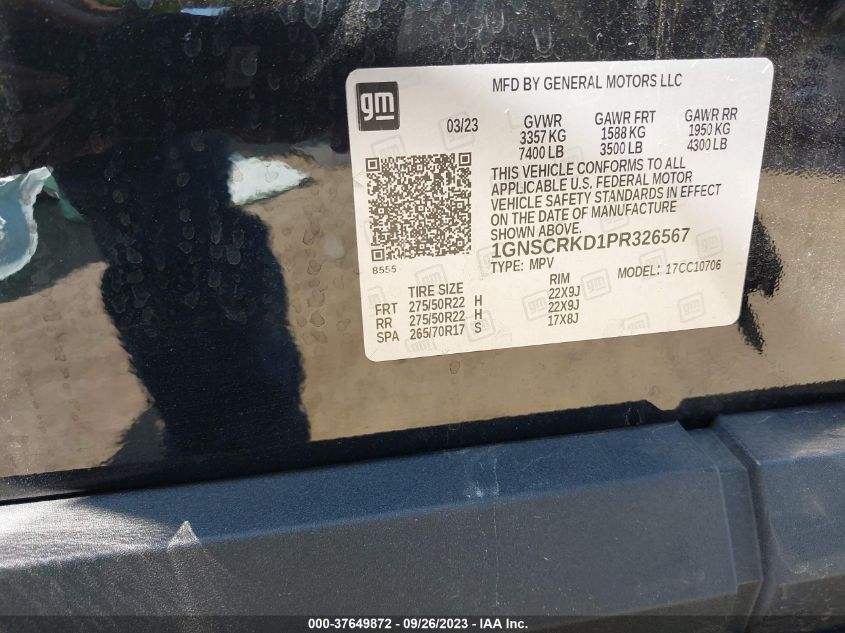 MFD BY GENERAL MOTORS LLC
gm
03/23 GVWR GAWR FRT GAWR RR
3357 KG 1588 KG 1950 KG
7400 LB 3500 LB 4300 LB
THIS VEHICLE CONFORMS TO ALL
APPLICABLE U.S. FEDERAL MOTOR
VEHICLE SAFETY STANDARDS IN EFFECT
ON THE DATE OF MANUFACTURE
SHOWN ABOVE.
1GNSCRKD1PR326567
8555 TYPE: MPV MODEL: 17CC10706
TIRE SIZE RIM
FRT 275/50R22 H 22X9J
RR 275/50R22 H 22X9J
SPA 265/70R17 S 17X8J
000-37649872 - 09/26/2023 - IAA Inc.